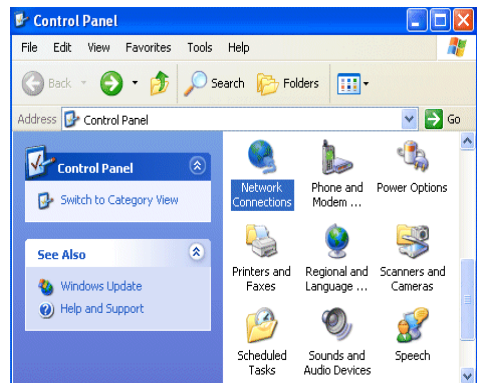 Control Panel
File Edit View Favorites Tools Help
Back Search Folders
Address Control Panel Go
Control Panel
Switch to Category View
See Also
Windows Update
Help and Support
Network Connections
Phone and Modem ...
Power Options
Printers and Faxes
Regional and Language ...
Scanners and Cameras
Scheduled Tasks
Sounds and Audio Devices
Speech